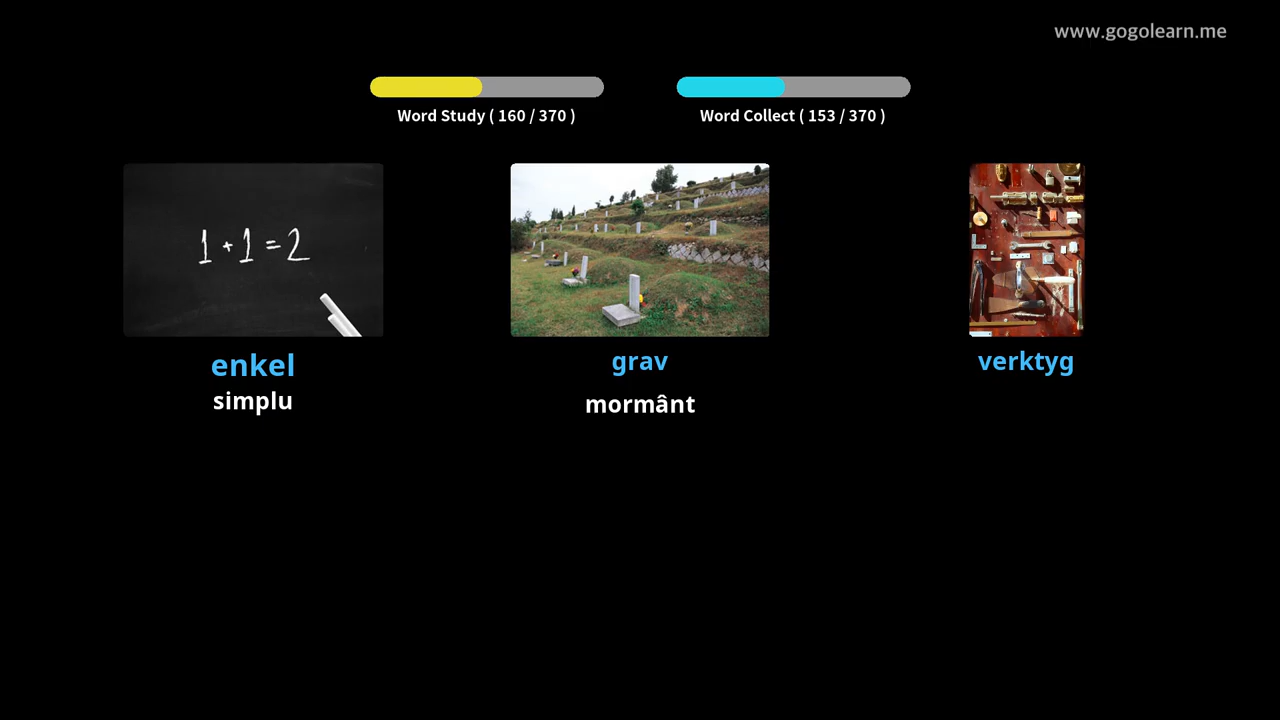 www.gogolearn.me
Word Study ( 160 / 370 )
Word Collect ( 153 / 370 )
1 + 1 = 2
enkel
simplu
grav
mormânt
verktyg